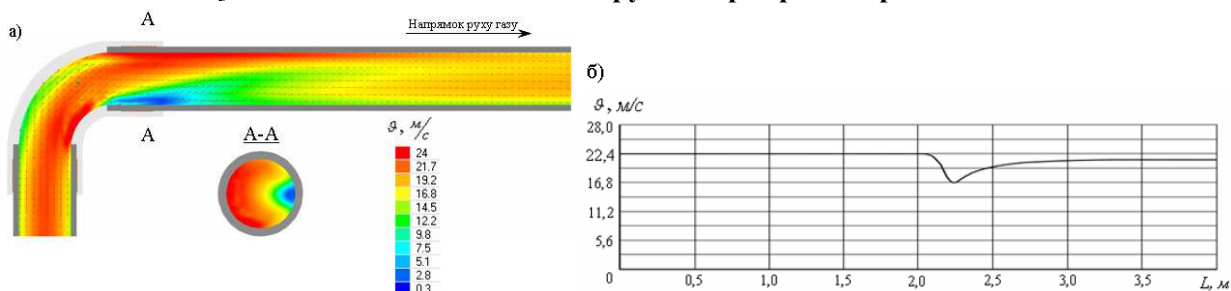 Напрямок руху газу
а)
А
А
А-А
ϑ, м/с
24
21.7
19.2
16.8
14.5
12.2
9.8
7.5
5.1
2.8
0.3
б)
ϑ, м/с
28,0
22,4
16,8
11,2
5,6
0
0,5
1,0
1,5
2,0
2,5
3,0
3,5
L, м